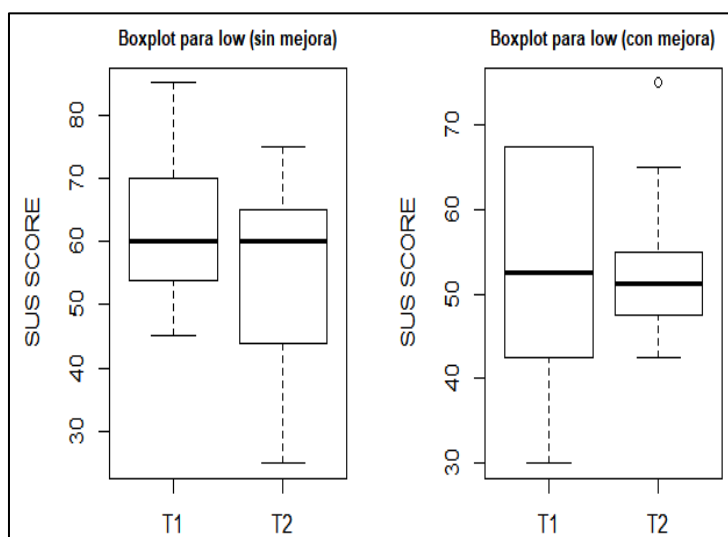 Boxplot para low (sin mejora)
SUS SCORE
80
70
60
50
40
30
T1 T2
Boxplot para low (con mejora)
SUS SCORE
70
60
50
40
30
T1 T2